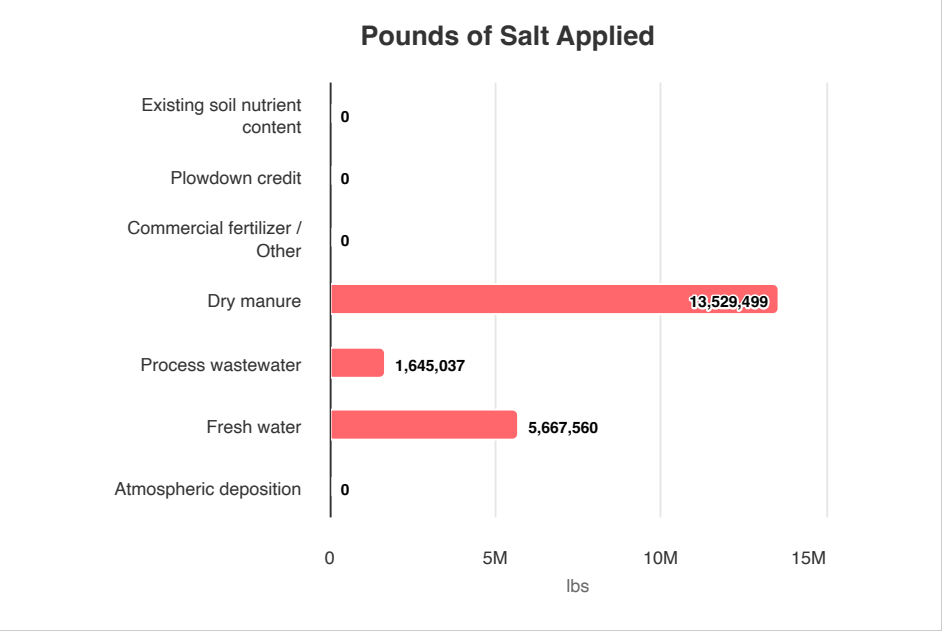 Pounds of Salt Applied
Existing soil nutrient
content
0
Plowdown credit
0
Commercial fertilizer /
Other
0
Dry manure
13,529,499
Process wastewater
1,645,037
Fresh water
5,667,560
Atmospheric deposition
0
0
5M
10M
15M
lbs